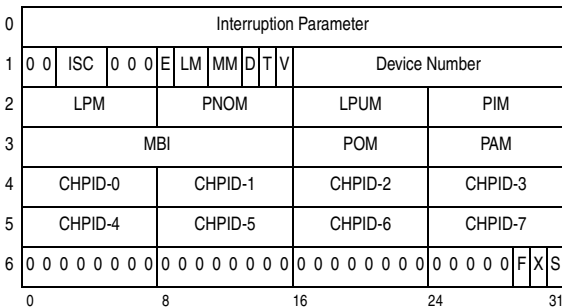 0 Interruption Parameter
1 0 0 ISC 0 0 0 E LM MM D T V Device Number
2 LPM PNOM LPUM PIM
3 MBI POM PAM
4 CHPID-0 CHPID-1 CHPID-2 CHPID-3
5 CHPID-4 CHPID-5 CHPID-6 CHPID-7
6 0 0 0 0 0 0 0 0 0 0 0 0 0 0 0 0 0 0 0 0 0 0 0 0 0 0 0 0 0 F X S
0 8 16 24 31